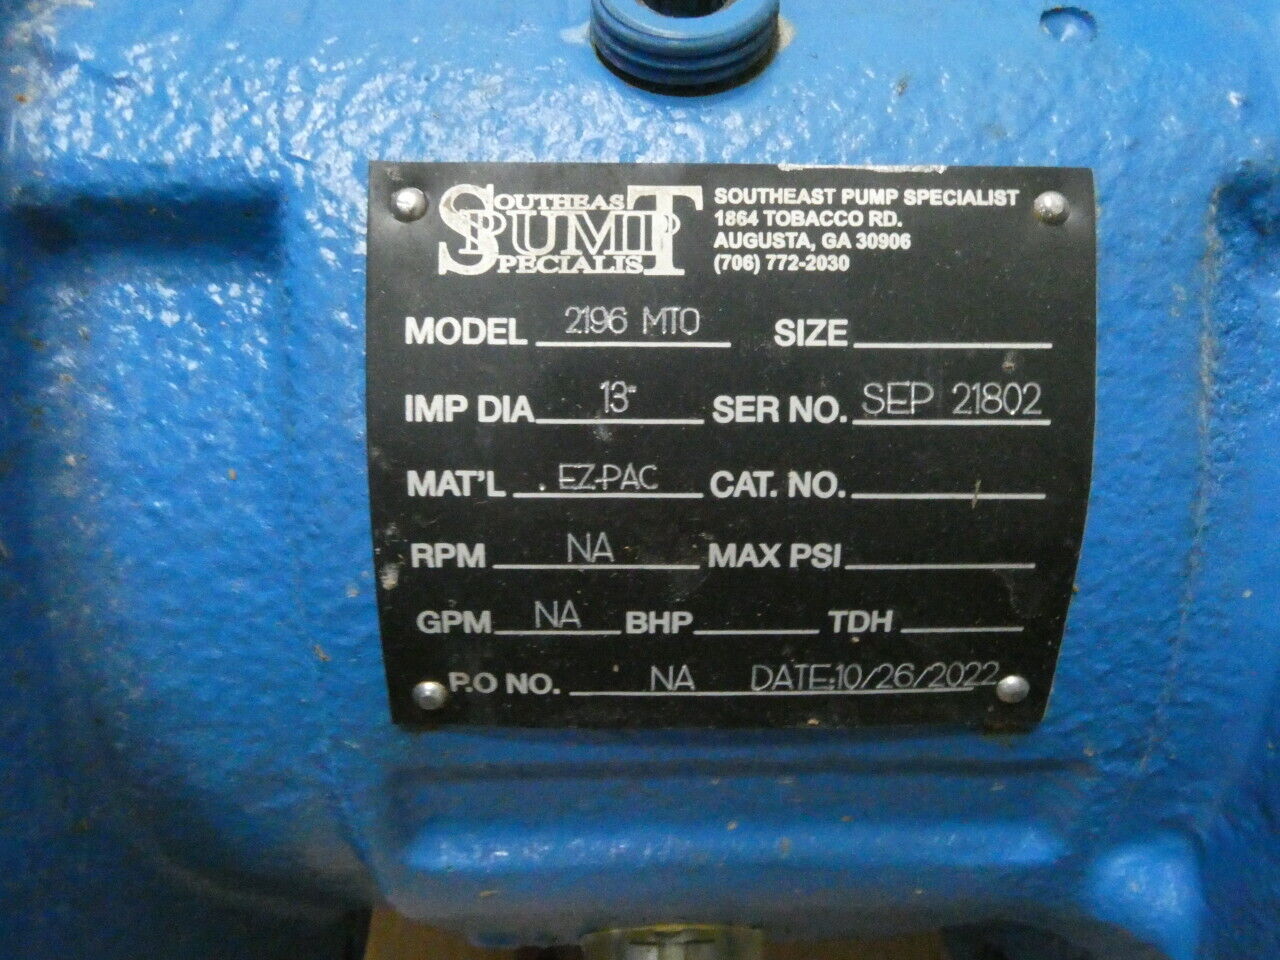 SOUTHEAST
PUMP
SPECIALIST
SOUTHEAST PUMP SPECIALIST
1864 TOBACCO RD.
AUGUSTA, GA 30906
(706) 772-2030
MODEL 2196 MTO SIZE
IMP DIA 13" SER NO. SEP 21802
MAT'L EZ-PAC CAT. NO.
RPM NA MAX PSI
GPM NA BHP TDH
P.O NO. NA DATE:10/26/2022